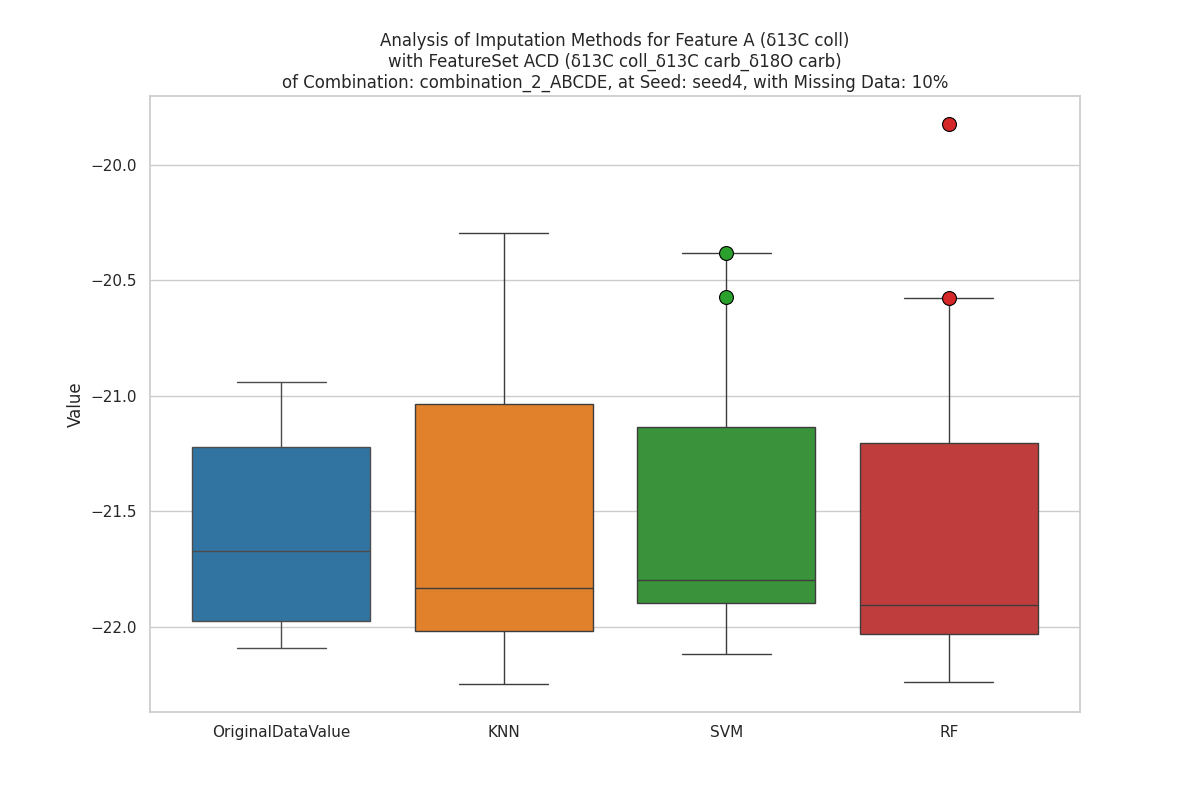 Analysis of Imputation Methods for Feature A (δ13C coll)
with FeatureSet ACD (δ13C coll_δ13C carb_δ18O carb)
of Combination: combination_2_ABCDE, at Seed: seed4, with Missing Data: 10%
Value
−20.0
−20.5
−21.0
−21.5
−22.0
OriginalDataValue
KNN
SVM
RF